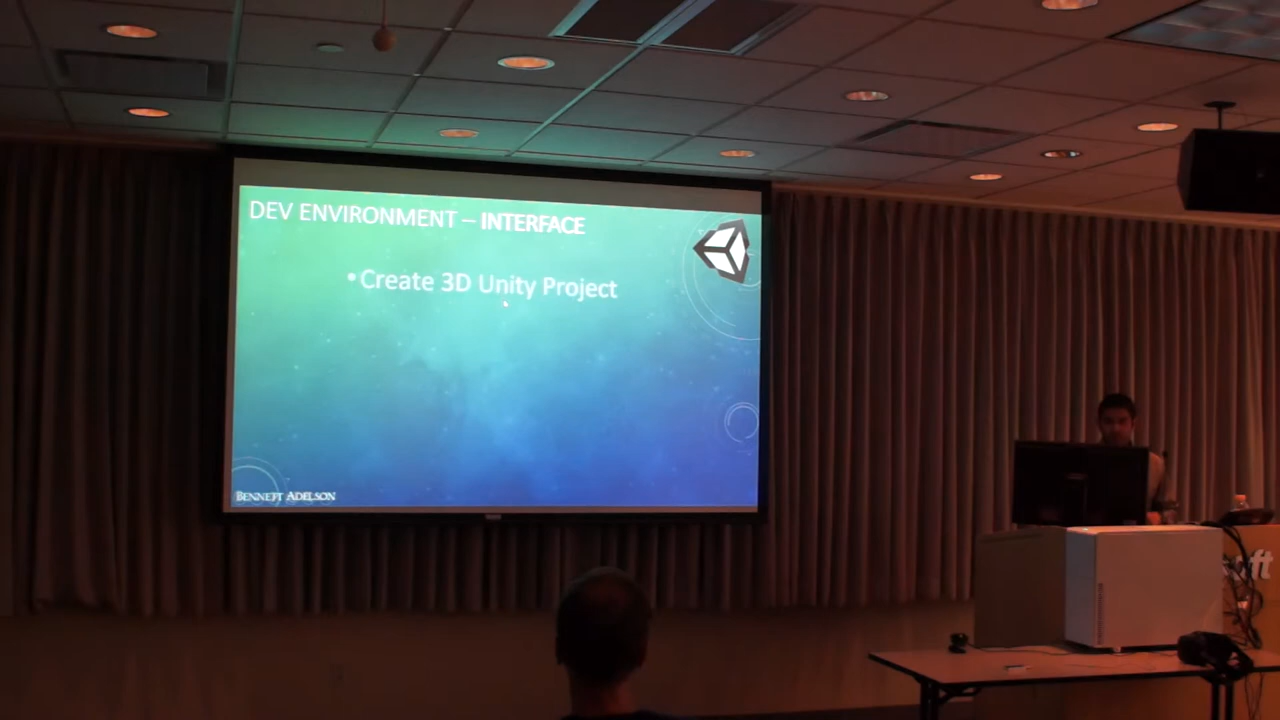 DEV ENVIRONMENT – INTERFACE
•Create 3D Unity Project
BENNETT ADELSON